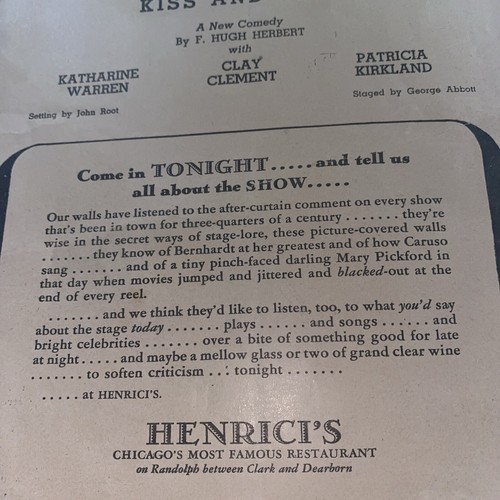 KISS AND
A New Comedy
By F. HUGH HERBERT
with
KATHARINE
WARREN
CLAY
CLEMENT
PATRICIA
KIRKLAND
Setting by John Root
Staged by George Abbott
Come in TONIGHT.....and tell us
all about the SHOW.....
Our walls have listened to the after-curtain comment on every show
that's been in town for three-quarters of a century ....... they're
wise in the secret ways of stage-lore, these picture-covered walls
....... they know of Bernhardt at her greatest and of how Caruso
sang ....... and of a tiny pinch-faced darling Mary Pickford in
that day when movies jumped and jittered and blacked-out at the
end of every reel.
....... and we think they'd like to listen, too, to what you'd say
about the stage today ....... plays ...... and songs ...... and
bright celebrities ....... over a bite of something good for late
at night ..... and maybe a mellow glass or two of grand clear wine
....... to soften criticism ... tonight .......
..... at HENRICI'S.
HENRICI'S
CHICAGO'S MOST FAMOUS RESTAURANT
on Randolph between Clark and Dearborn